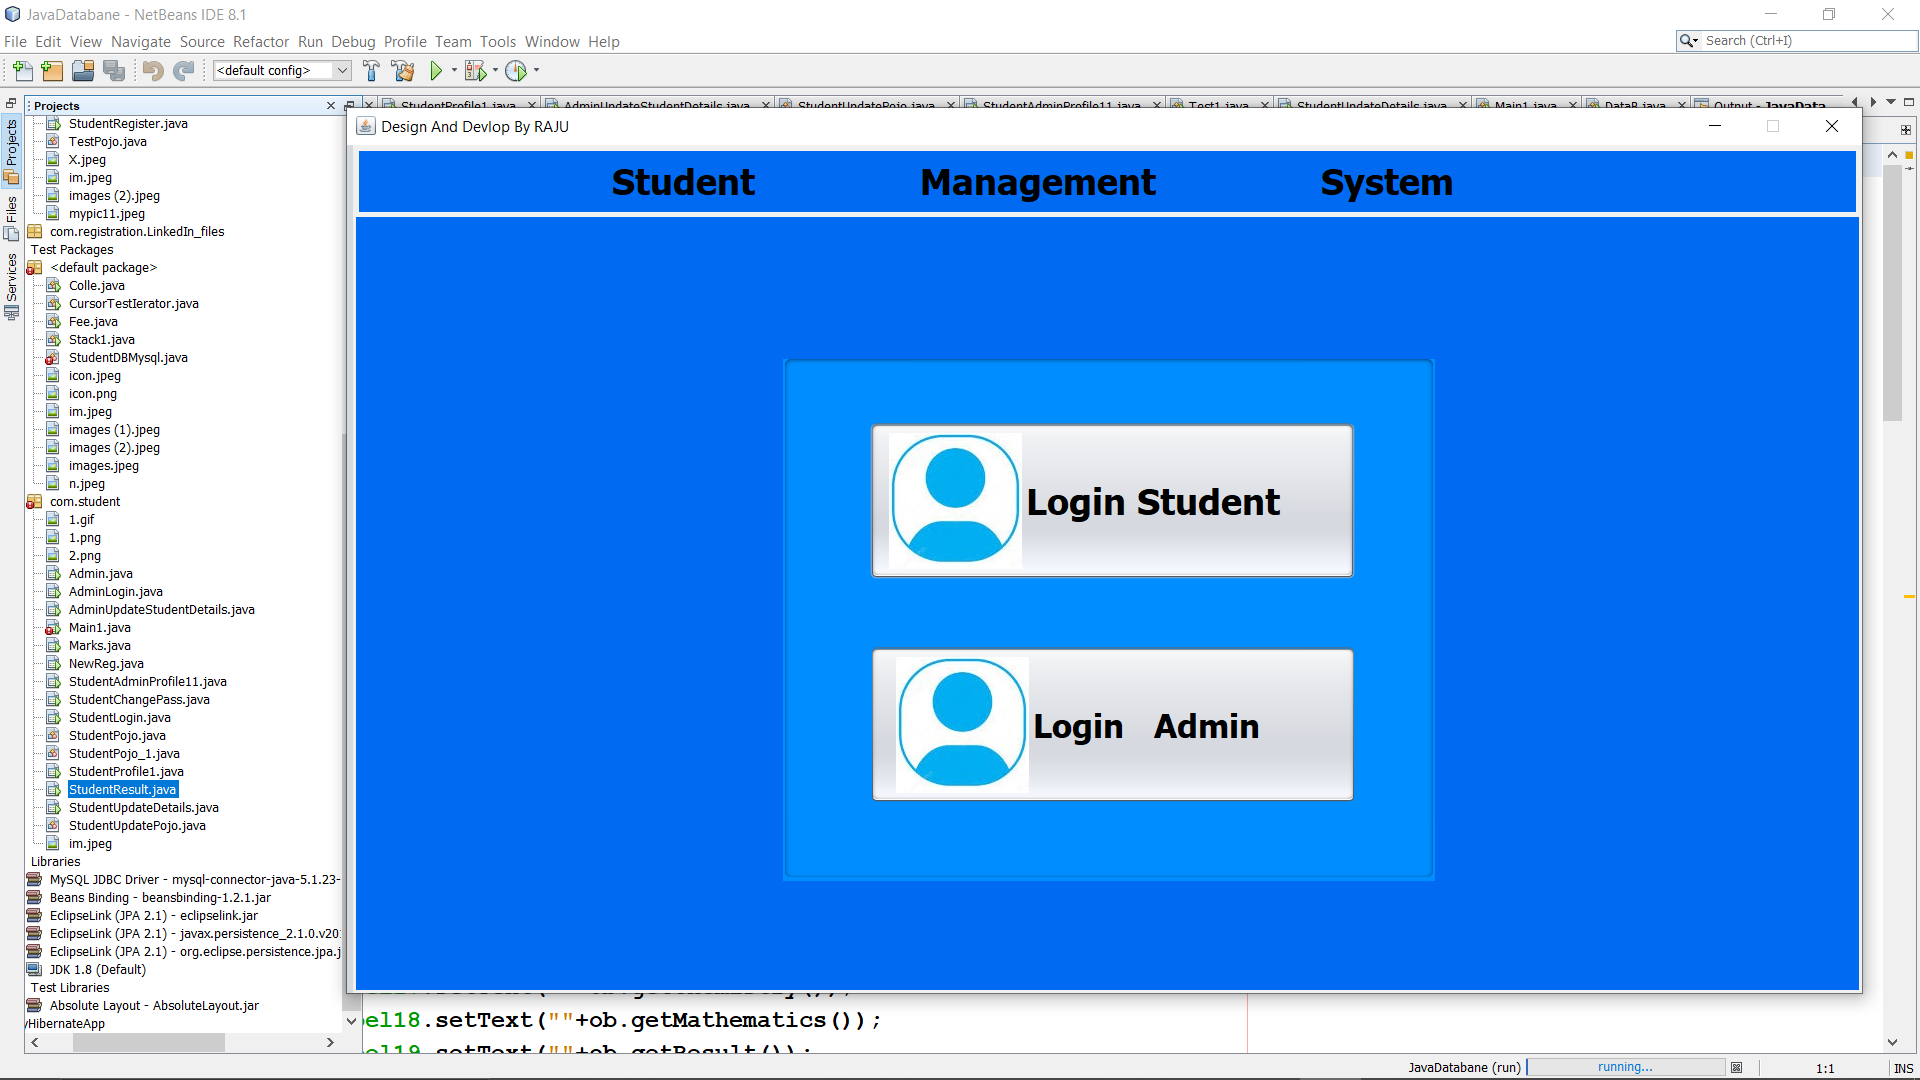 JavaDatabane - NetBeans IDE 8.1
File Edit View Navigate Source Refactor Run Debug Profile Team Tools Window Help
Search (Ctrl+I)
<default config>
Projects
StudentProfile1.java AdminUpdateStudentDetails.java StudentUpdatePojo.java StudentAdminProfile11.java Test1.java StudentUpdateDetails.java Main1.java DataB.java Output - JavaData...
Projects
Files
Services
StudentRegister.java
TestPojo.java
X.jpeg
im.jpeg
images (2).jpeg
mypic11.jpeg
com.registration.LinkedIn_files
Test Packages
<default package>
Colle.java
CursorTestIerator.java
Fee.java
Stack1.java
StudentDBMysql.java
icon.jpeg
icon.png
im.jpeg
images (1).jpeg
images (2).jpeg
images.jpeg
n.jpeg
com.student
1.gif
1.png
2.png
Admin.java
AdminLogin.java
AdminUpdateStudentDetails.java
Main1.java
Marks.java
NewReg.java
StudentAdminProfile11.java
StudentChangePass.java
StudentLogin.java
StudentPojo.java
StudentPojo_1.java
StudentProfile1.java
StudentResult.java
StudentUpdateDetails.java
StudentUpdatePojo.java
im.jpeg
Libraries
MySQL JDBC Driver - mysql-connector-java-5.1.23-
Beans Binding - beansbinding-1.2.1.jar
EclipseLink (JPA 2.1) - eclipselink.jar
EclipseLink (JPA 2.1) - javax.persistence_2.1.0.v20
EclipseLink (JPA 2.1) - org.eclipse.persistence.jpa.j
JDK 1.8 (Default)
Test Libraries
Absolute Layout - AbsoluteLayout.jar
yHibernateApp
Design And Devlop By RAJU
Student Management System
Login Student
Login Admin
bel18.setText(""+ob.getMathematics());
bel19.setText(""+ob.getResult());
JavaDatabane (run) running... 1:1 INS